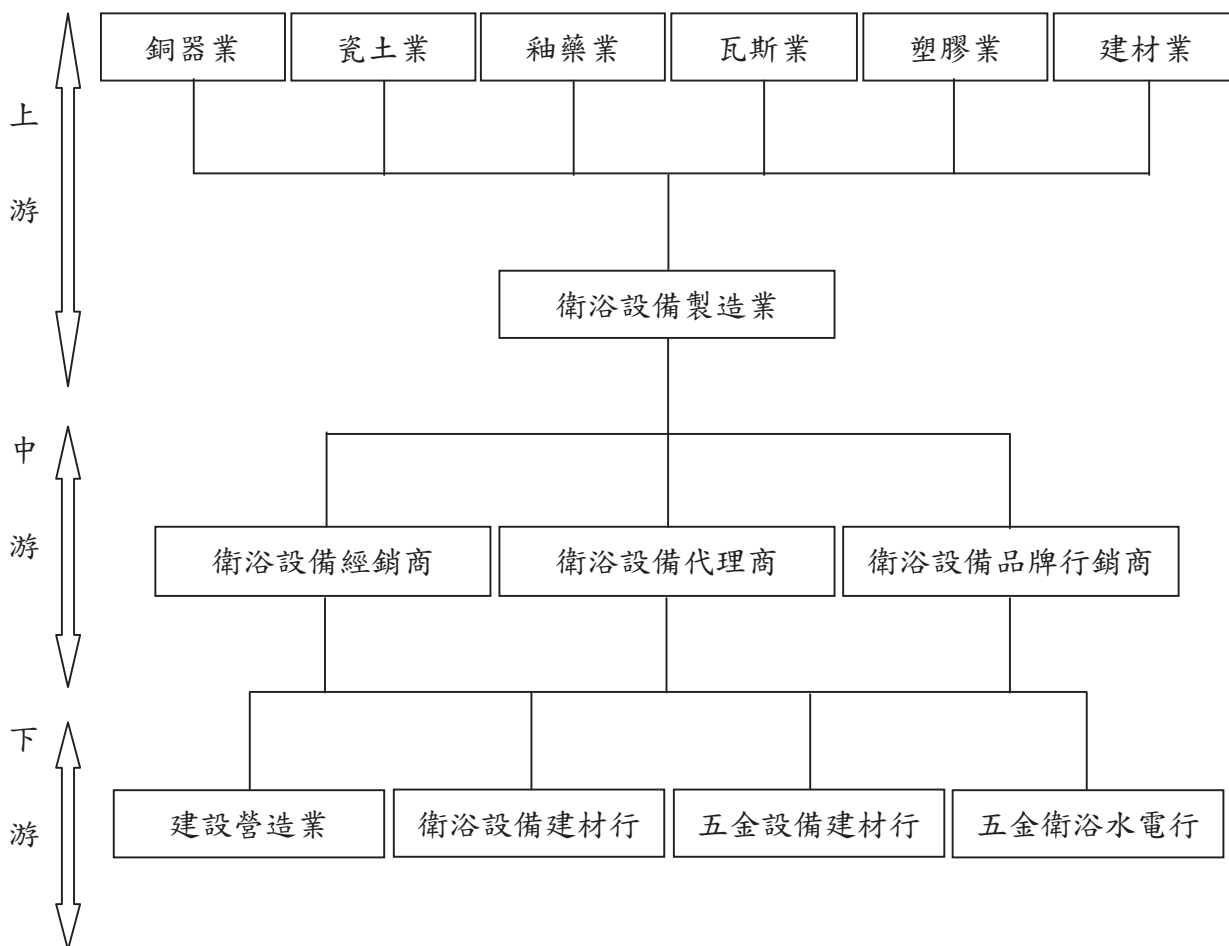 銅器業
瓷土業
釉藥業
瓦斯業
塑膠業
建材業
上游
衛浴設備製造業
中游
衛浴設備經銷商
衛浴設備代理商
衛浴設備品牌行銷商
下游
建設營造業
衛浴設備建材行
五金設備建材行
五金衛浴水電行